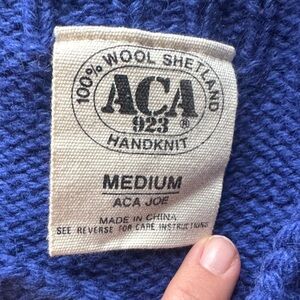 100% WOOL SHETLAND
ACA
923 ®
HANDKNIT
MEDIUM
ACA JOE
MADE IN CHINA
SEE REVERSE FOR CARE INSTRUCTIONS